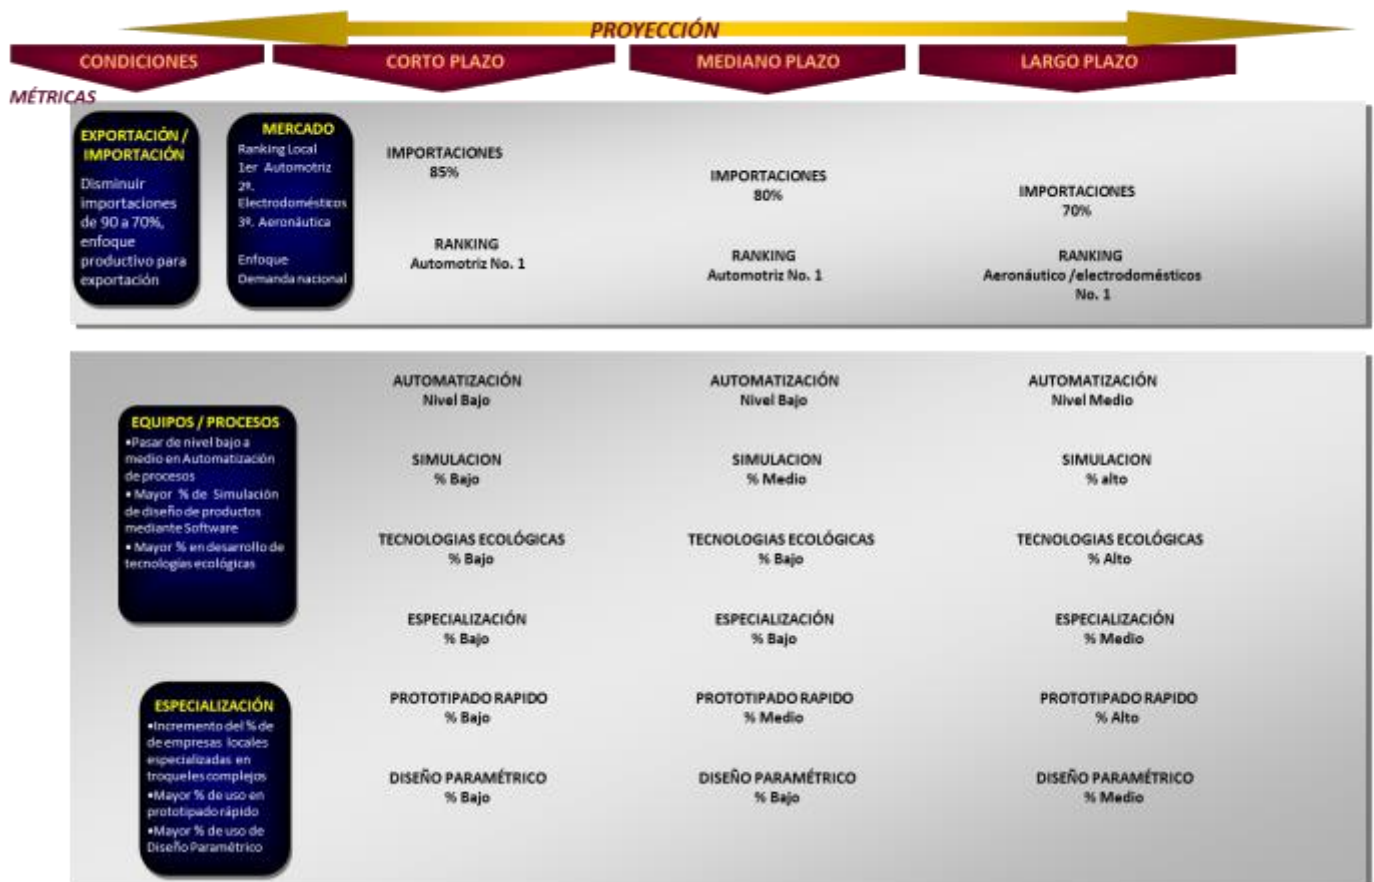 PROYECCIÓN
CONDICIONES
CORTO PLAZO
MEDIANO PLAZO
LARGO PLAZO
MÉTRICAS
EXPORTACIÓN /
IMPORTACIÓN
Disminuir
importaciones
de 90 a 70%,
enfoque
productivo para
exportación
MERCADO
Ranking Local
1er Automotriz
2º.
Electrodomésticos
3º. Aeronáutica
Enfoque
Demanda nacional
IMPORTACIONES
85%
RANKING
Automotriz No. 1
IMPORTACIONES
80%
RANKING
Automotriz No. 1
IMPORTACIONES
70%
RANKING
Aeronáutico /electrodomésticos
No. 1
EQUIPOS / PROCESOS
•Pasar de nivel bajo a
medio en Automatización
de procesos
• Mayor % de Simulación
de diseño de productos
mediante Software
• Mayor % en desarrollo de
tecnologías ecológicas
ESPECIALIZACIÓN
•Incremento del % de
de empresas locales
especializadas en
troqueles complejos
•Mayor % de uso en
prototipado rápido
•Mayor % de uso de
Diseño Paramétrico
AUTOMATIZACIÓN
Nivel Bajo
AUTOMATIZACIÓN
Nivel Bajo
AUTOMATIZACIÓN
Nivel Medio
SIMULACION
% Bajo
SIMULACION
% Medio
SIMULACION
% alto
TECNOLOGIAS ECOLÓGICAS
% Bajo
TECNOLOGIAS ECOLÓGICAS
% Bajo
TECNOLOGIAS ECOLÓGICAS
% Alto
ESPECIALIZACIÓN
% Bajo
ESPECIALIZACIÓN
% Bajo
ESPECIALIZACIÓN
% Medio
PROTOTIPADO RAPIDO
% Bajo
PROTOTIPADO RAPIDO
% Medio
PROTOTIPADO RAPIDO
% Alto
DISEÑO PARAMÉTRICO
% Bajo
DISEÑO PARAMÉTRICO
% Bajo
DISEÑO PARAMÉTRICO
% Medio